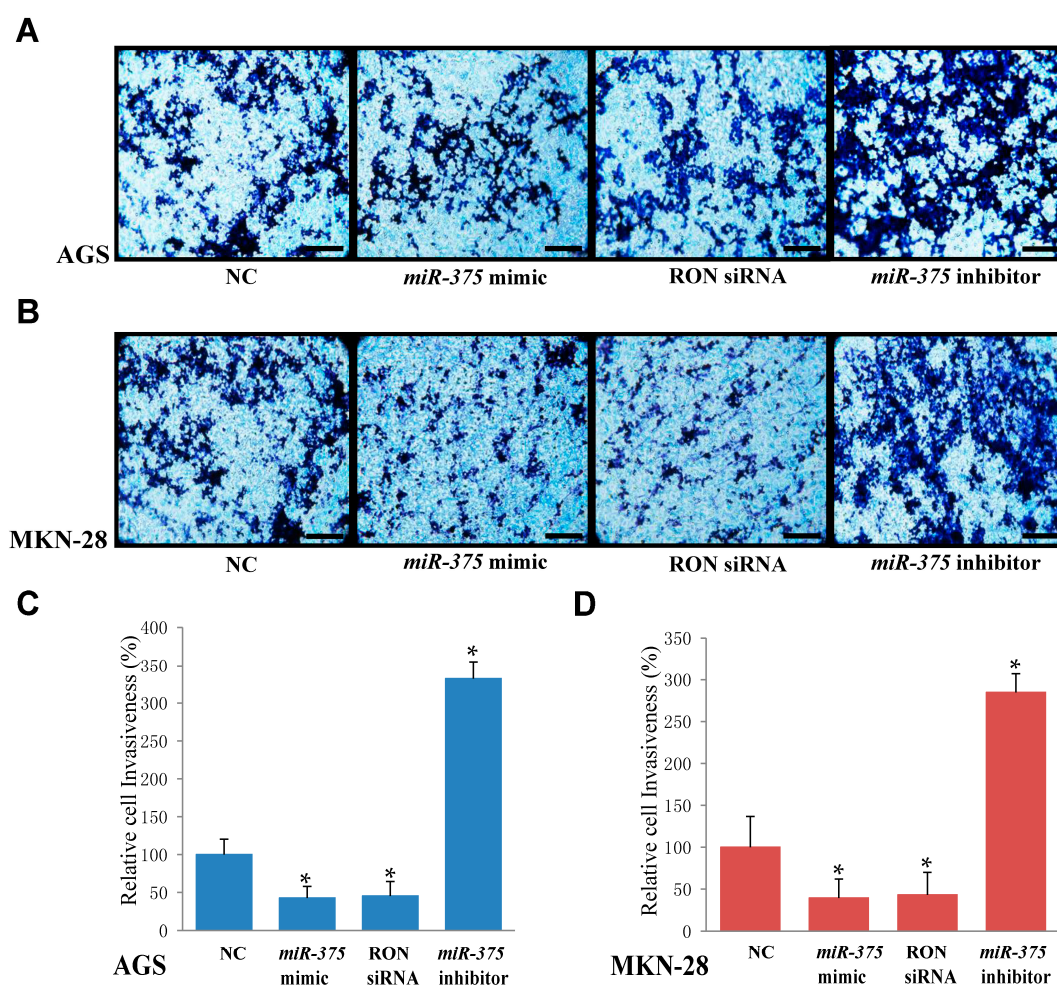 A
AGS
NC
miR-375 mimic
RON siRNA
miR-375 inhibitor
B
MKN-28
NC
miR-375 mimic
RON siRNA
miR-375 inhibitor
C
Relative cell Invasiveness (%)
400
350
300
250
200
150
100
50
0
*
*
*
NC
miR-375
mimic
RON
siRNA
miR-375
inhibitor
AGS
D
Relative cell Invasiveness (%)
350
300
250
200
150
100
50
0
*
*
*
NC
miR-375
mimic
RON
siRNA
miR-375
inhibitor
MKN-28